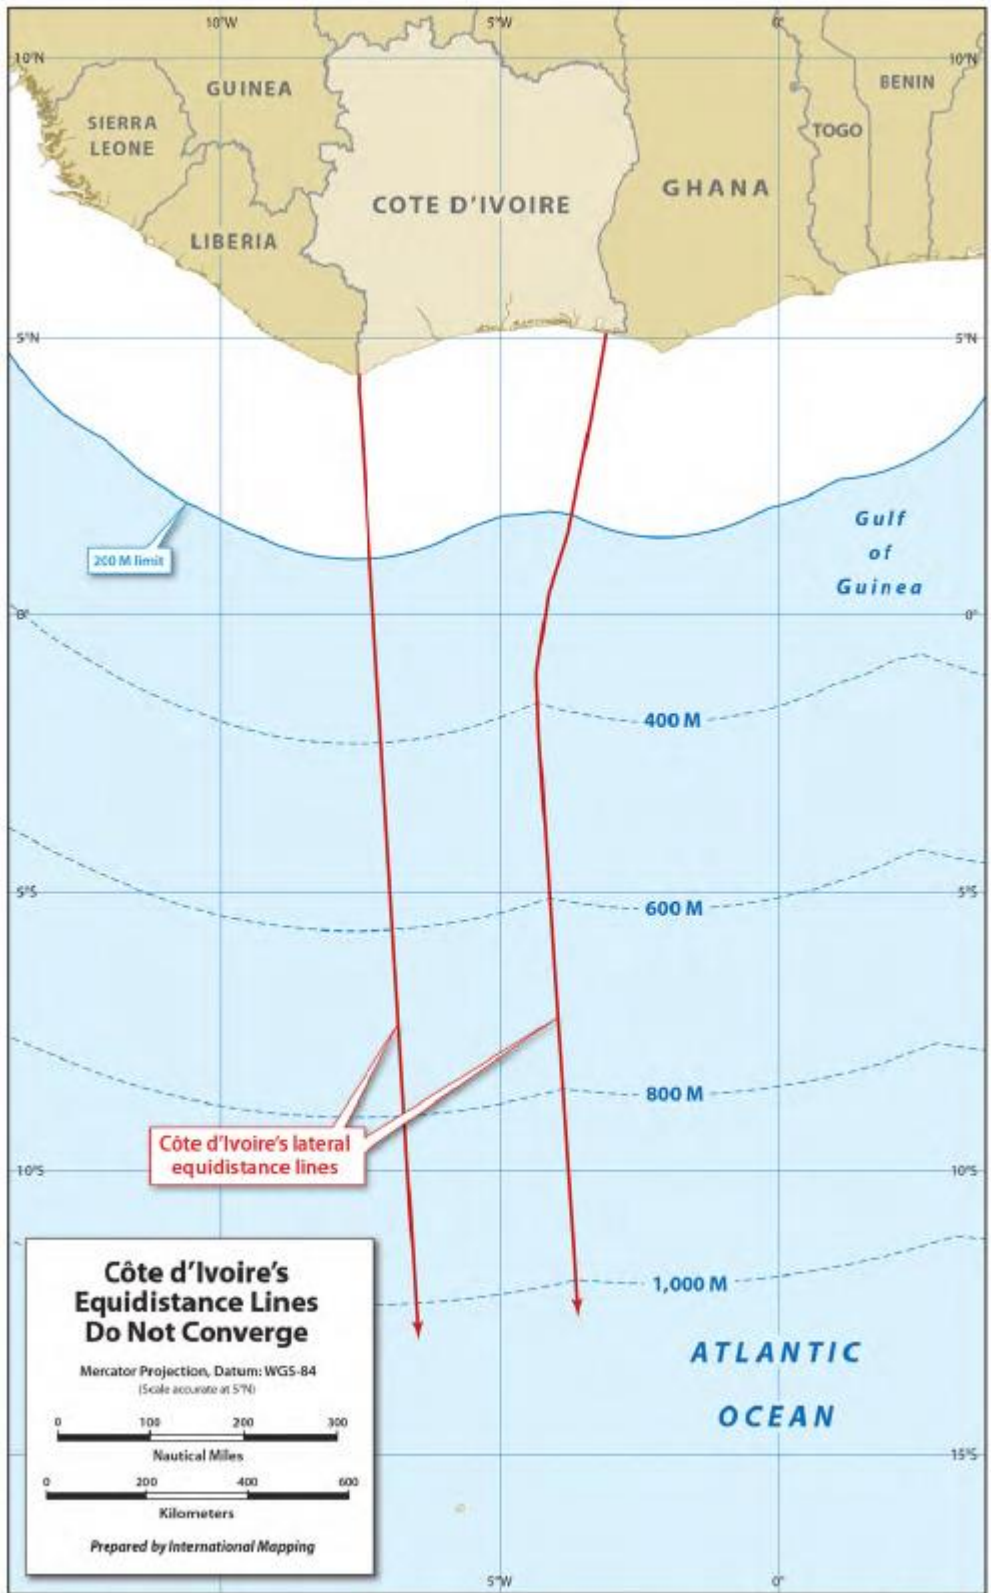 10°W
5°W
0°
10°N
10°N
GUINEA
BENIN
SIERRA
LEONE
TOGO
COTE D'IVOIRE
GHANA
LIBERIA
5°N
5°N
Gulf
of
Guinea
200 M limit
0°
0°
400 M
5°S
5°S
600 M
800 M
Côte d'Ivoire's lateral
equidistance lines
10°S
10°S
1,000 M
Côte d'Ivoire's
Equidistance Lines
Do Not Converge
Mercator Projection, Datum: WGS-84
(Scale accurate at 5°N)
0 100 200 300
Nautical Miles
0 200 400 600
Kilometers
Prepared by International Mapping
ATLANTIC
OCEAN
15°S
5°W
0°